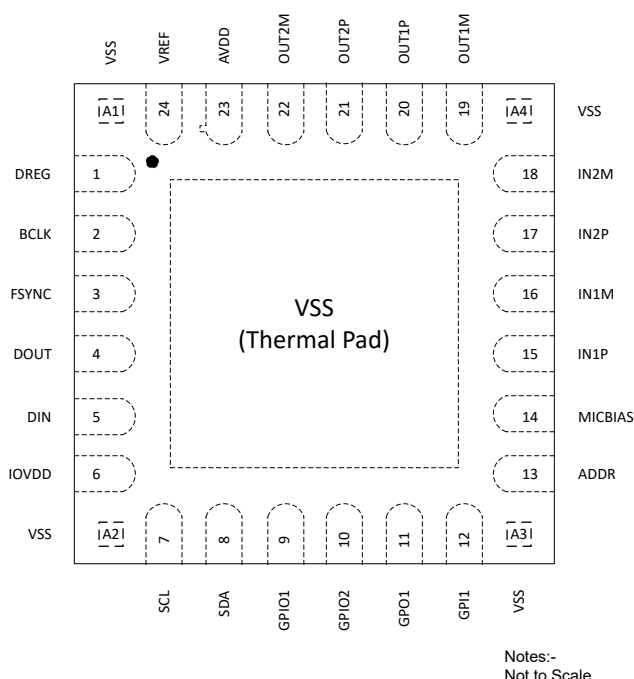 VSS
VREF
AVDD
OUT2M
OUT2P
OUT1P
OUT1M
A1
24
23
22
21
20
19
A4
VSS
DREG
1
18
IN2M
BCLK
2
17
IN2P
FSYNC
3
16
IN1M
VSS
(Thermal Pad)
DOUT
4
15
IN1P
DIN
5
14
MICBIAS
IOVDD
6
13
ADDR
VSS
A2
7
8
9
10
11
12
A3
SCL
SDA
GPIO1
GPIO2
GPO1
GPI1
VSS
Notes:-
Not to Scale